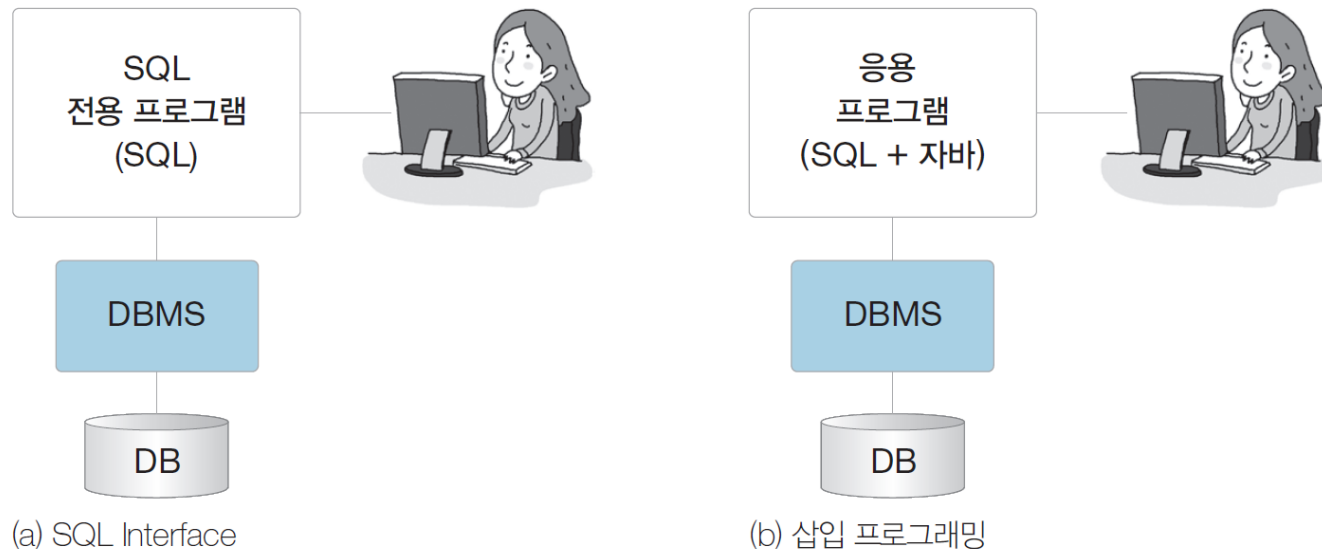 SQL
전용 프로그램
(SQL)
DBMS
DB
(a) SQL Interface
응용
프로그램
(SQL + 자바)
DBMS
DB
(b) 삽입 프로그래밍